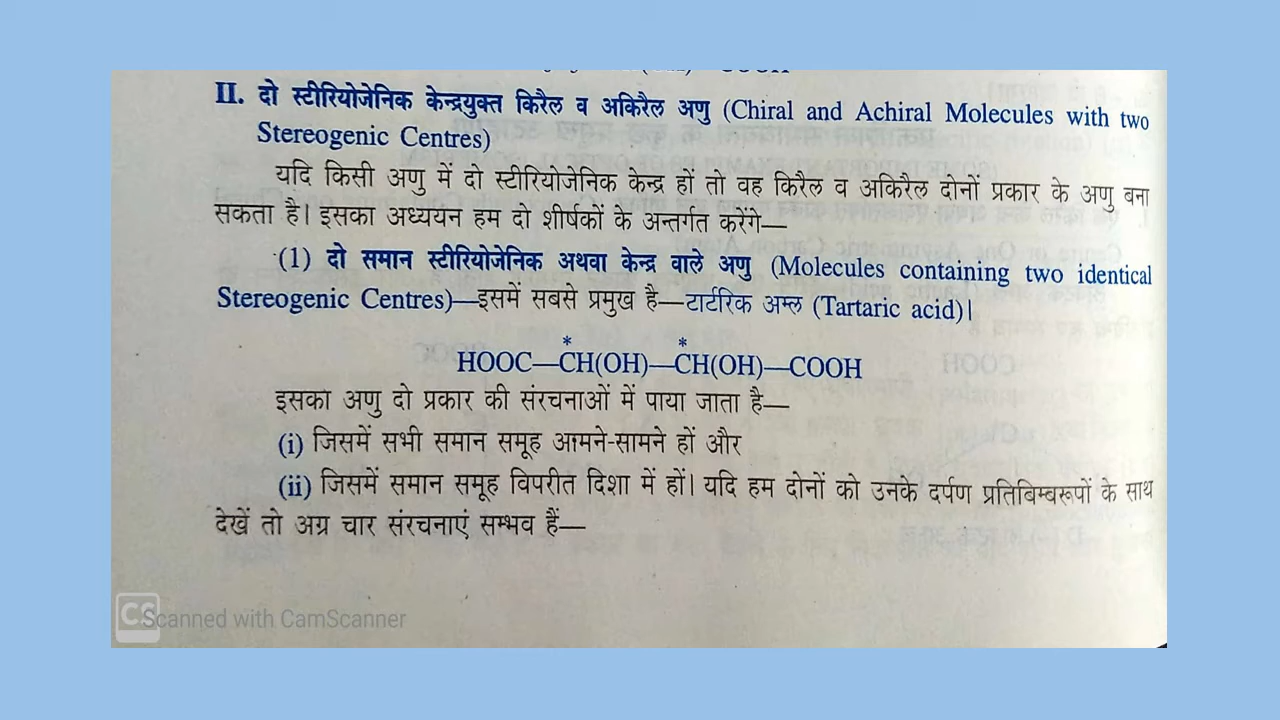 II. दो स्टीरियोजेनिक केन्द्रयुक्त किरैल व अकिरैल अणु (Chiral and Achiral Molecules with two
Stereogenic Centres)
यदि किसी अणु में दो स्टीरियोजेनिक केन्द्र हों तो वह किरैल व अकिरैल दोनों प्रकार के अणु बना
सकता है। इसका अध्ययन हम दो शीर्षकों के अन्तर्गत करेंगे—
(1) दो समान स्टीरियोजेनिक अथवा केन्द्र वाले अणु (Molecules containing two identical
Stereogenic Centres)—इसमें सबसे प्रमुख है—टार्टरिक अम्ल (Tartaric acid)।
* *
HOOC—CH(OH)—CH(OH)—COOH
इसका अणु दो प्रकार की संरचनाओं में पाया जाता है—
(i) जिसमें सभी समान समूह आमने-सामने हों और
(ii) जिसमें समान समूह विपरीत दिशा में हों। यदि हम दोनों को उनके दर्पण प्रतिबिम्बरूपों के साथ
देखें तो अग्र चार संरचनाएं सम्भव हैं—
CS Scanned with CamScanner